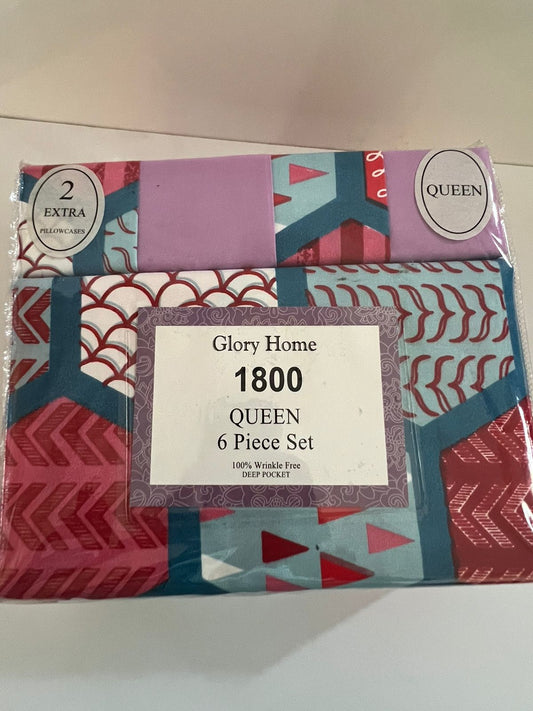 2
EXTRA
PILLOWCASES
QUEEN
Glory Home
1800
QUEEN
6 Piece Set
100% Wrinkle Free
DEEP POCKET